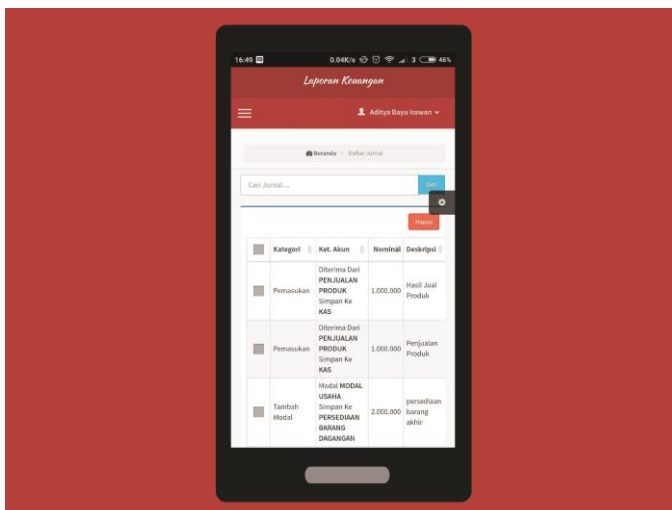 16:49 0.04K/s 3 46%
Laporan Keuangan
Aditya Bayu Irawan
Beranda Daftar Jurnal
Cari Jurnal ...
Go!
Hapus
Kategori Ket. Akun Nominal Deskripsi
Diterima Dari
PENJUALAN
Pemasukan PRODUK 1.000.000 Hasil Jual
Produk
Simpan Ke
KAS
Diterima Dari
PENJUALAN
Pemasukan PRODUK 1.000.000 Penjualan
Produk
Simpan Ke
KAS
Modal MODAL
USAHA
Tambah Simpan Ke persediaan
Modal PERSEDIAAN 2.000.000 barang
BARANG akhir
DAGANGAN